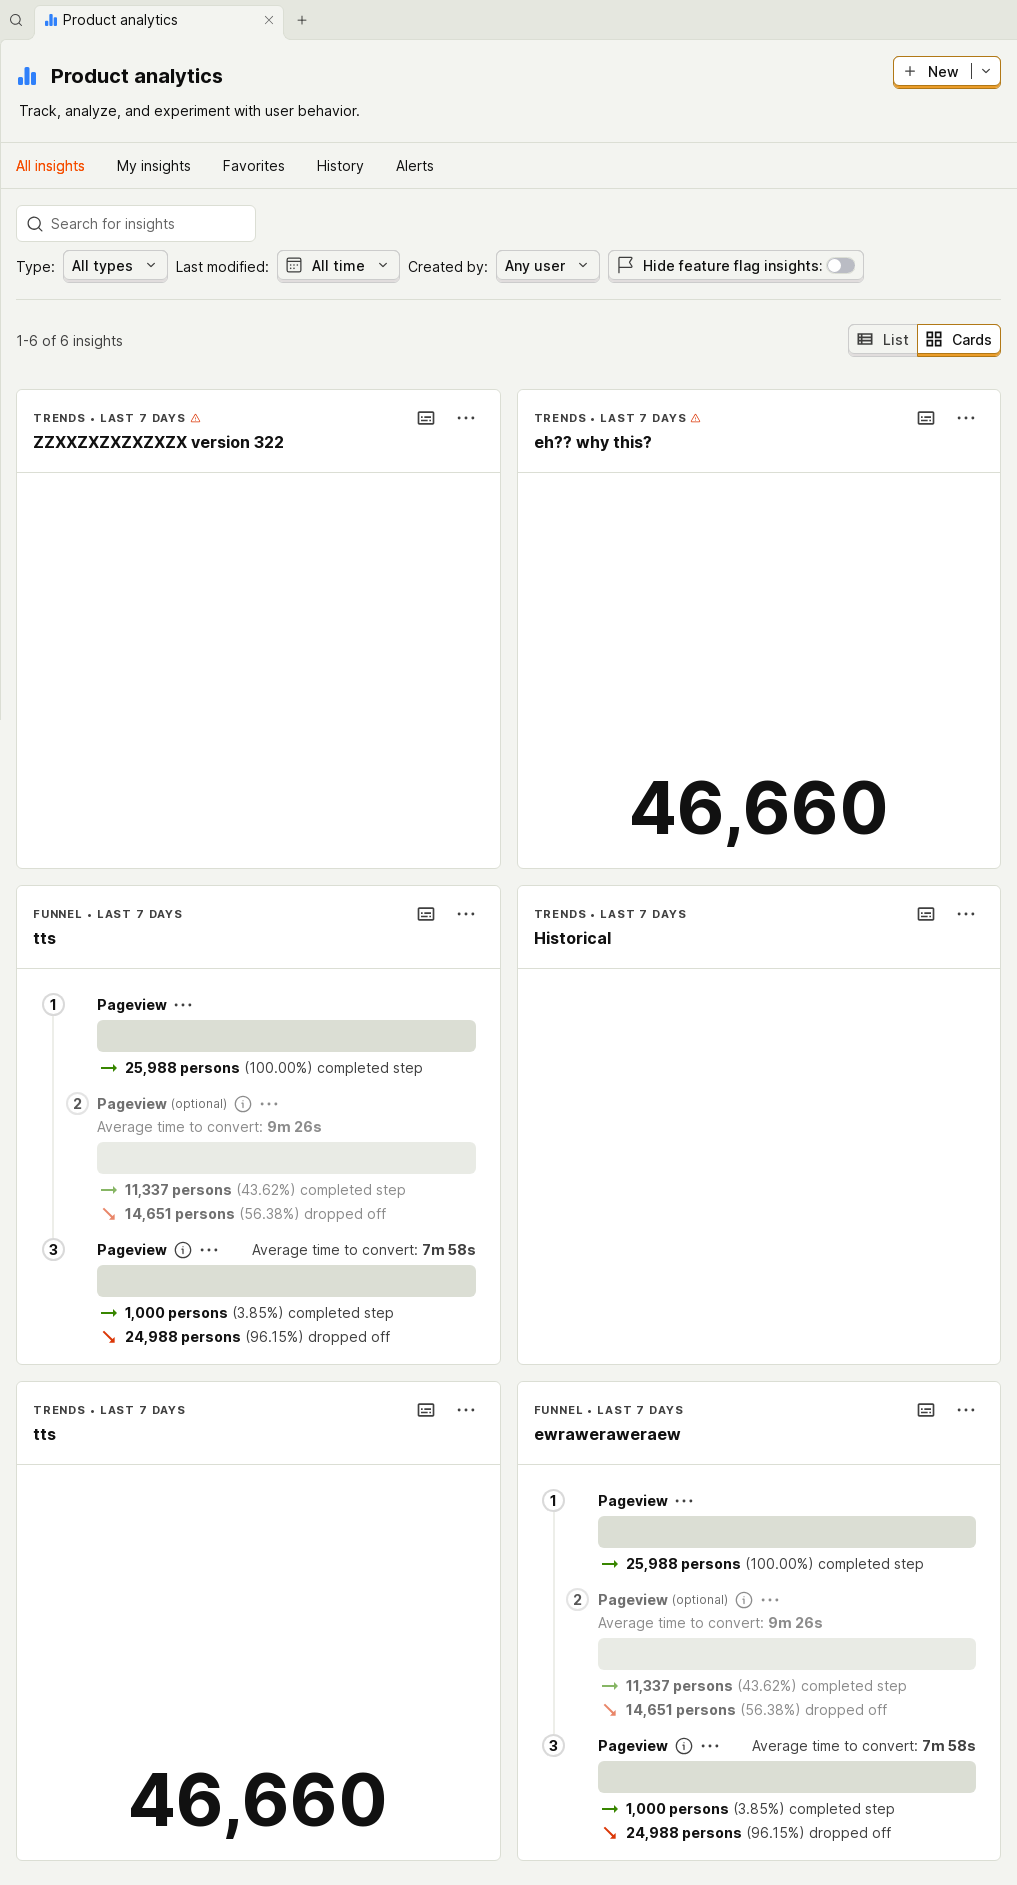 Product analytics
Product analytics
New
Track, analyze, and experiment with user behavior.
All insights My insights Favorites History Alerts
Search for insights
Type: All types Last modified: All time Created by: Any user Hide feature flag insights:
1-6 of 6 insights
List Cards
TRENDS • LAST 7 DAYS
ZZXXZXZXZXZXZX version 322
TRENDS • LAST 7 DAYS
eh?? why this?
46,660
FUNNEL • LAST 7 DAYS
tts
1 Pageview
25,988 persons (100.00%) completed step
2 Pageview (optional)
Average time to convert: 9m 26s
11,337 persons (43.62%) completed step
14,651 persons (56.38%) dropped off
3 Pageview Average time to convert: 7m 58s
1,000 persons (3.85%) completed step
24,988 persons (96.15%) dropped off
TRENDS • LAST 7 DAYS
Historical
TRENDS • LAST 7 DAYS
tts
46,660
FUNNEL • LAST 7 DAYS
ewraweraweraew
1 Pageview
25,988 persons (100.00%) completed step
2 Pageview (optional)
Average time to convert: 9m 26s
11,337 persons (43.62%) completed step
14,651 persons (56.38%) dropped off
3 Pageview Average time to convert: 7m 58s
1,000 persons (3.85%) completed step
24,988 persons (96.15%) dropped off